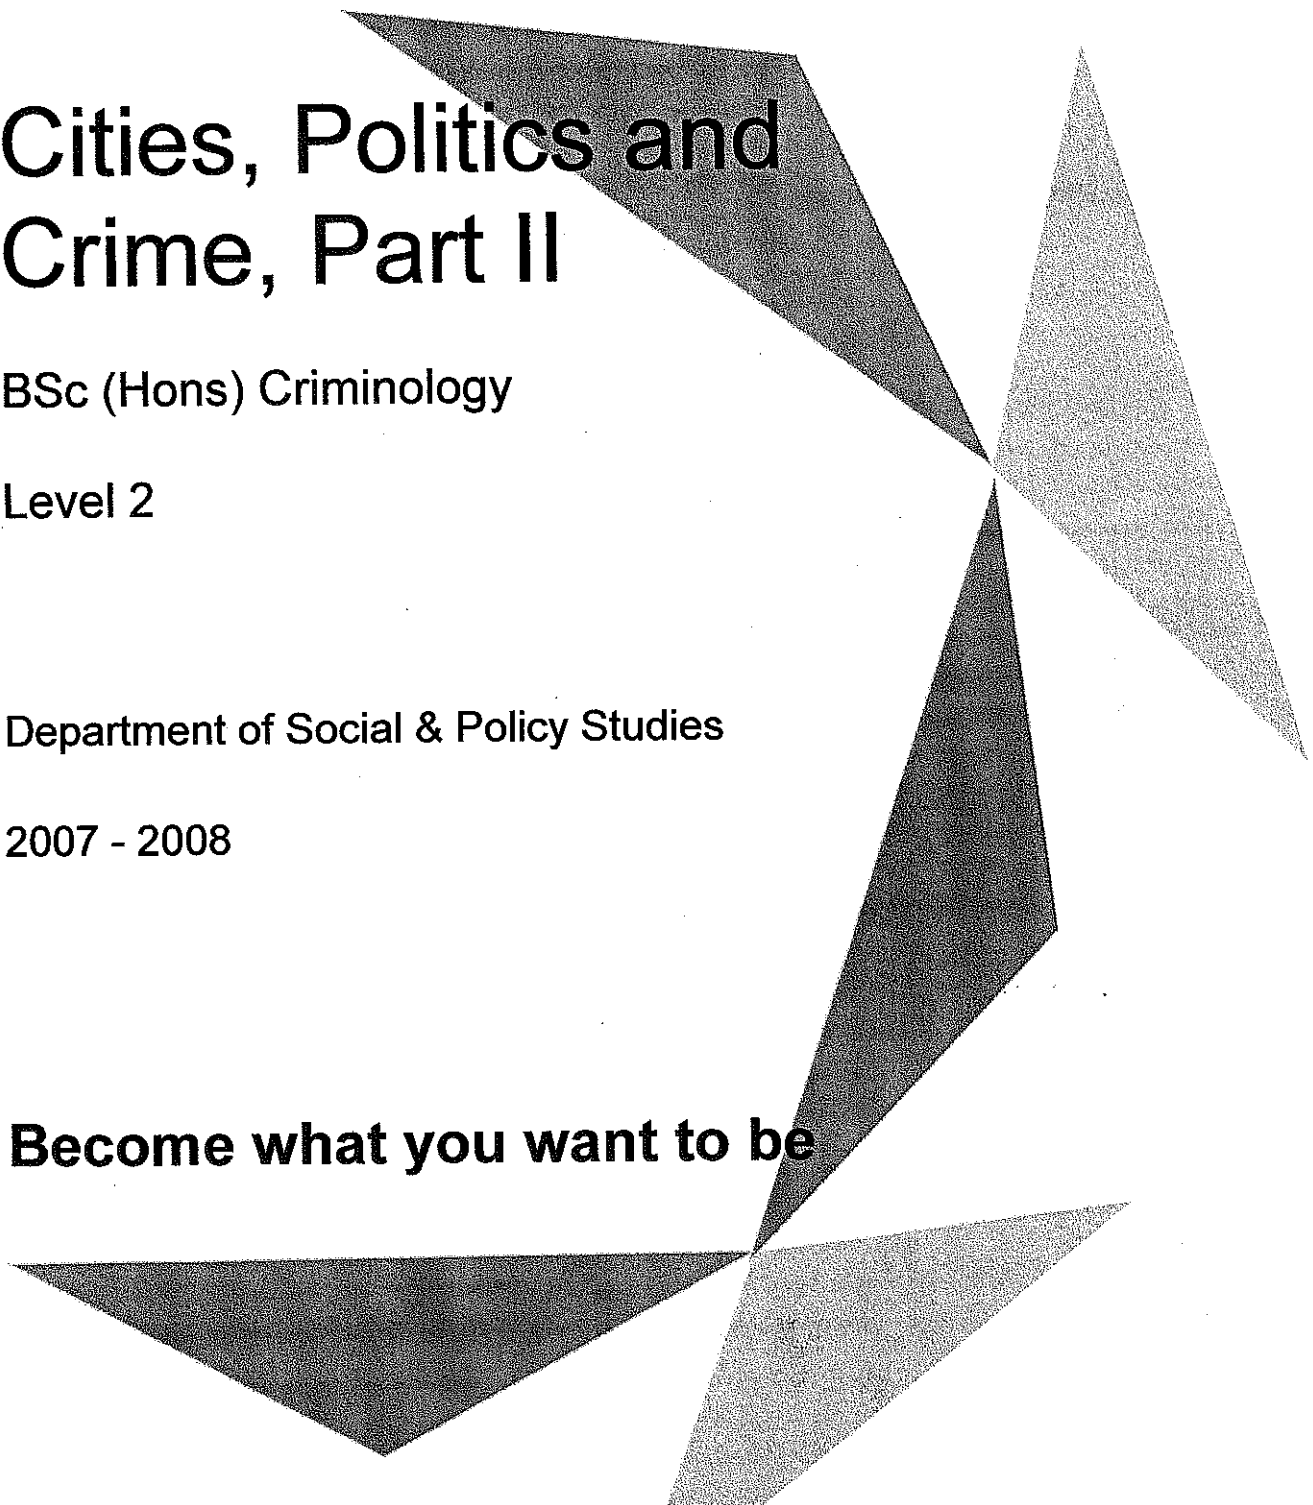 Cities, Politics and
Crime, Part II
BSc (Hons) Criminology
Level 2
Department of Social & Policy Studies
2007 - 2008
Become what you want to be